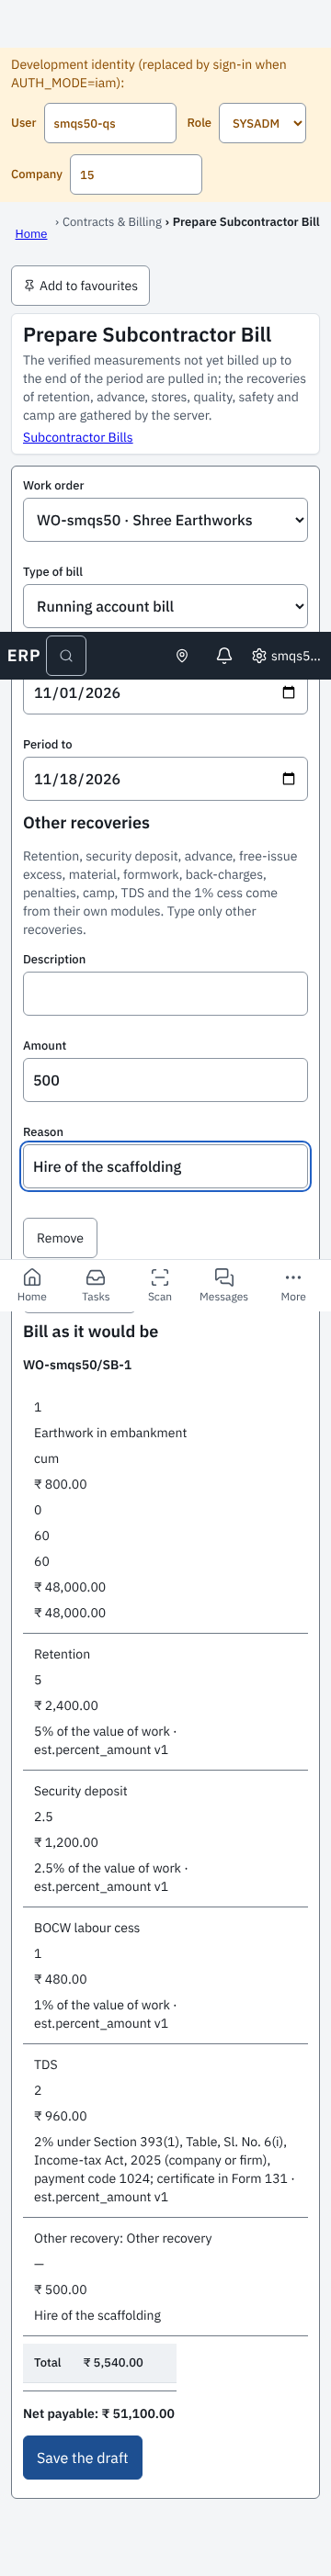 Development identity (replaced by sign-in when
AUTH_MODE=iam):
User smqs50-qs Role SYSADM
Company 15
Home › Contracts & Billing › Prepare Subcontractor Bill
Add to favourites
Prepare Subcontractor Bill
The verified measurements not yet billed up to
the end of the period are pulled in; the recoveries
of retention, advance, stores, quality, safety and
camp are gathered by the server.
Subcontractor Bills
Work order
WO-smqs50 · Shree Earthworks
Type of bill
Running account bill
ERP smqs5...
11/01/2026
Period to
11/18/2026
Other recoveries
Retention, security deposit, advance, free-issue
excess, material, formwork, back-charges,
penalties, camp, TDS and the 1% cess come
from their own modules. Type only other
recoveries.
Description
Amount
500
Reason
Hire of the scaffolding
Remove
Home Tasks Scan Messages More
Bill as it would be
WO-smqs50/SB-1
1
Earthwork in embankment
cum
₹ 800.00
0
60
60
₹ 48,000.00
₹ 48,000.00
Retention
5
₹ 2,400.00
5% of the value of work ·
est.percent_amount v1
Security deposit
2.5
₹ 1,200.00
2.5% of the value of work ·
est.percent_amount v1
BOCW labour cess
1
₹ 480.00
1% of the value of work ·
est.percent_amount v1
TDS
2
₹ 960.00
2% under Section 393(1), Table, Sl. No. 6(i),
Income-tax Act, 2025 (company or firm),
payment code 1024; certificate in Form 131 ·
est.percent_amount v1
Other recovery: Other recovery
—
₹ 500.00
Hire of the scaffolding
Total ₹ 5,540.00
Net payable: ₹ 51,100.00
Save the draft